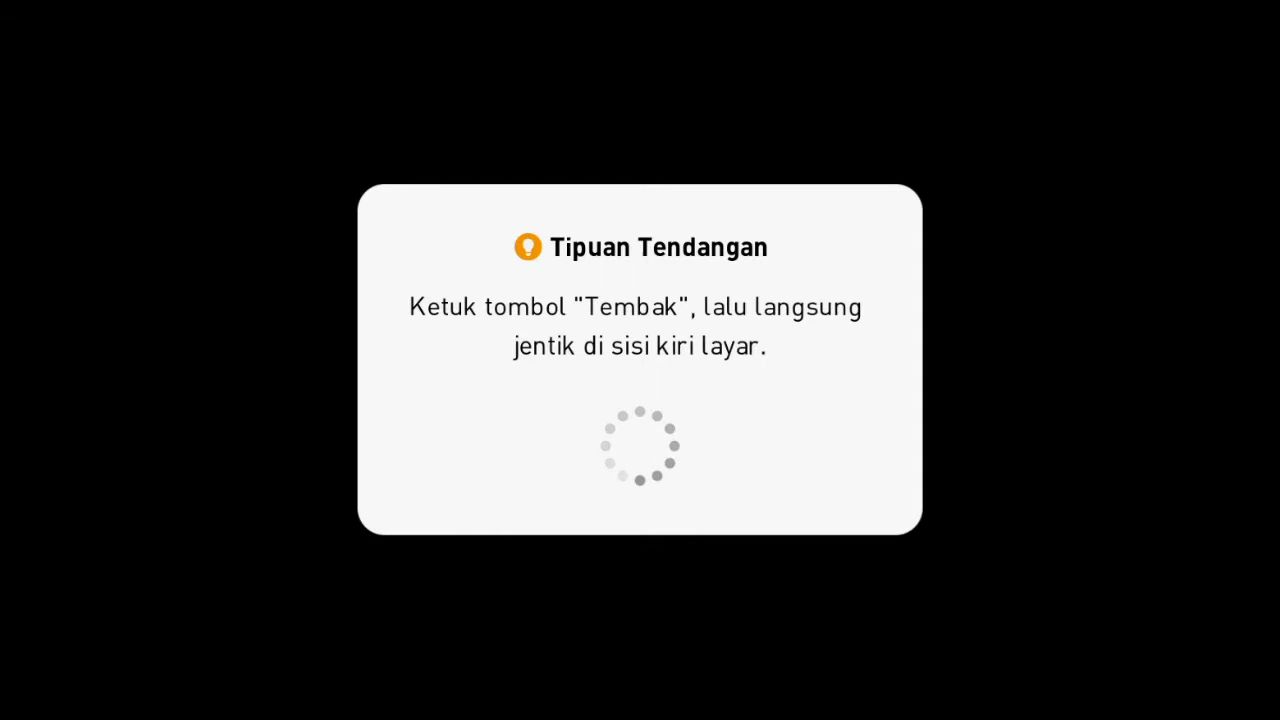 Tipuan Tendangan
Ketuk tombol "Tembak", lalu langsung
jentik di sisi kiri layar.